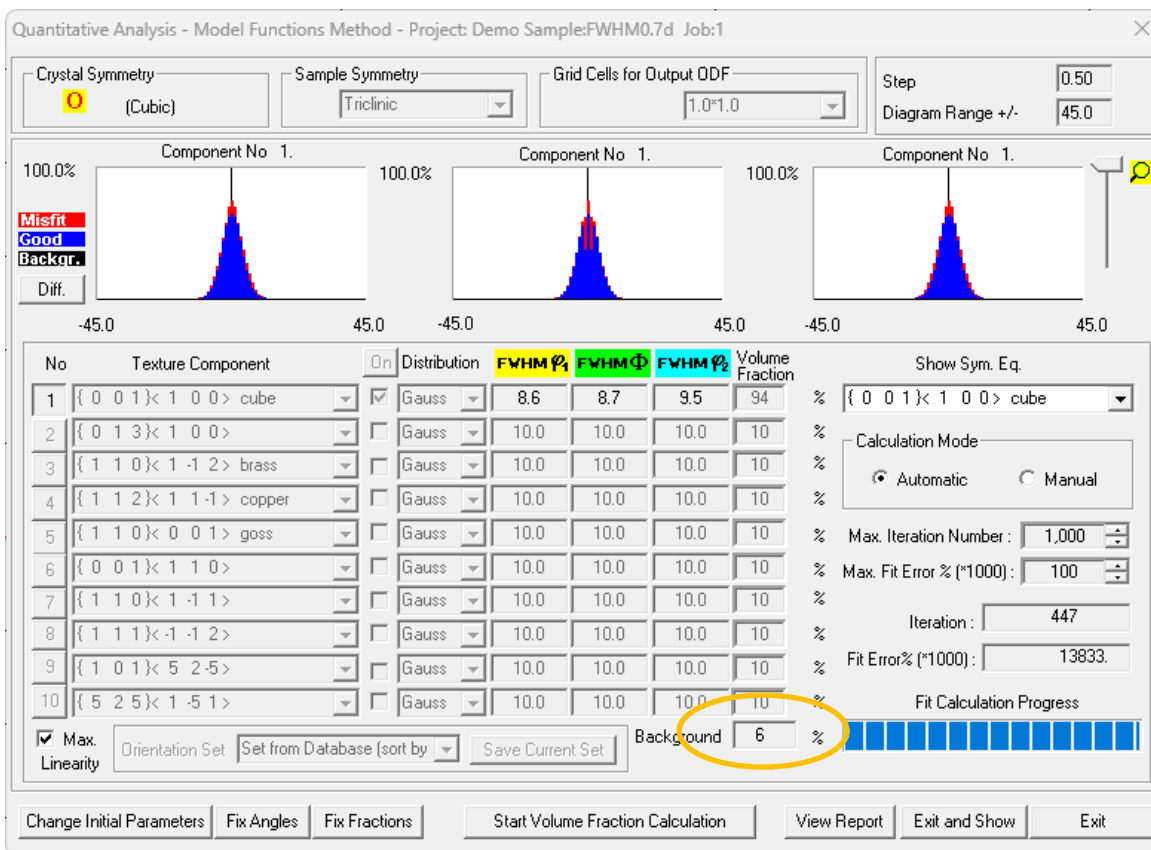 Quantitative Analysis - Model Functions Method - Project: Demo Sample:FWHM0.7d Job:1
Crystal Symmetry
O (Cubic)
Sample Symmetry
Triclinic
Grid Cells for Output ODF
1.0*1.0
Step 0.50
Diagram Range +/- 45.0
Component No 1. Component No 1. Component No 1.
100.0% 100.0% 100.0%
Misfit
Good
Backgr.
Diff.
-45.0 45.0 -45.0 45.0 -45.0 45.0
No Texture Component On Distribution FWHM φ1 FWHM Φ FWHM φ2 Volume Fraction
1 { 0 0 1}< 1 0 0> cube Gauss 8.6 8.7 9.5 94 %
2 { 0 1 3}< 1 0 0> Gauss 10.0 10.0 10.0 10 %
3 { 1 1 0}< 1 -1 2> brass Gauss 10.0 10.0 10.0 10 %
4 { 1 1 2}< 1 1 -1> copper Gauss 10.0 10.0 10.0 10 %
5 { 1 1 0}< 0 0 1> goss Gauss 10.0 10.0 10.0 10 %
6 { 0 0 1}< 1 1 0> Gauss 10.0 10.0 10.0 10 %
7 { 1 1 0}< 1 -1 1> Gauss 10.0 10.0 10.0 10 %
8 { 1 1 1}< -1 -1 2> Gauss 10.0 10.0 10.0 10 %
9 { 1 0 1}< 5 2 -5> Gauss 10.0 10.0 10.0 10 %
10 { 5 2 5}< 1 -5 1> Gauss 10.0 10.0 10.0 10 %
Max. Linearity
Orientation Set Set from Database (sort by Save Current Set
Background 6 %
Show Sym. Eq.
{ 0 0 1}< 1 0 0> cube
Calculation Mode
Automatic Manual
Max. Iteration Number : 1,000
Max. Fit Error % (*1000) : 100
Iteration : 447
Fit Error% (*1000) : 13833.
Fit Calculation Progress
Change Initial Parameters Fix Angles Fix Fractions Start Volume Fraction Calculation View Report Exit and Show Exit